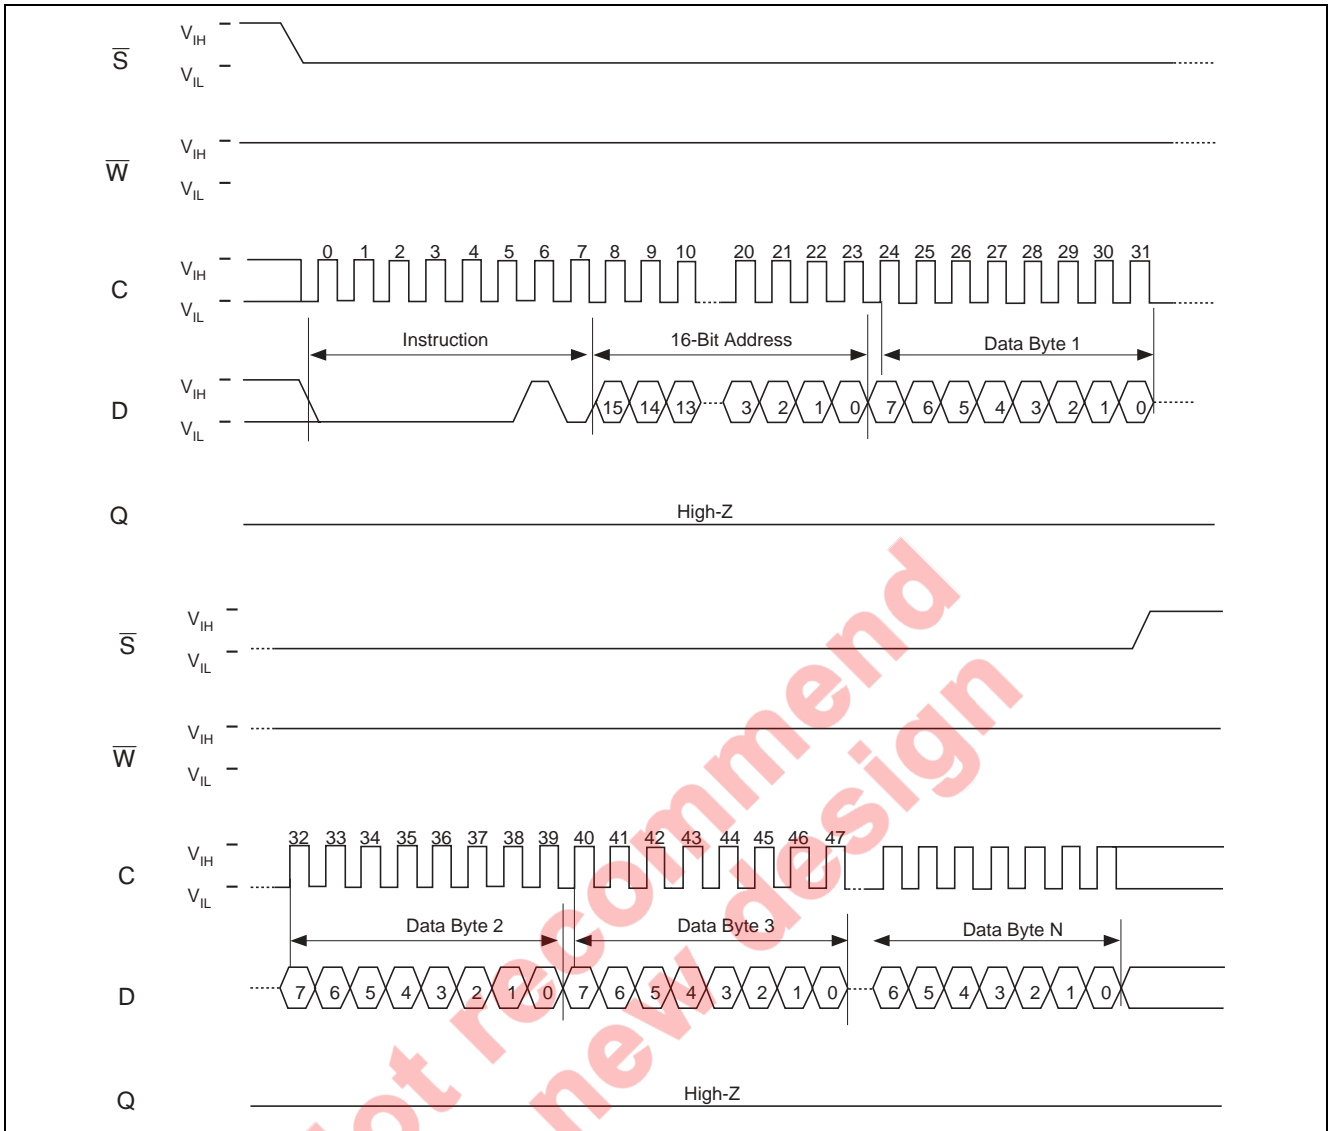 S̅ VIH
VIL
W̅ VIH
VIL
0 1 2 3 4 5 6 7 8 9 10 20 21 22 23 24 25 26 27 28 29 30 31
C VIH
VIL
Instruction 16-Bit Address Data Byte 1
D VIH
VIL
15 14 13 3 2 1 0 7 6 5 4 3 2 1 0
Q High-Z
S̅ VIH
VIL
W̅ VIH
VIL
32 33 34 35 36 37 38 39 40 41 42 43 44 45 46 47
C VIH
VIL
Data Byte 2 Data Byte 3 Data Byte N
D 7 6 5 4 3 2 1 0 7 6 5 4 3 2 1 0 6 5 4 3 2 1 0
Q High-Z
ot recommend
new design